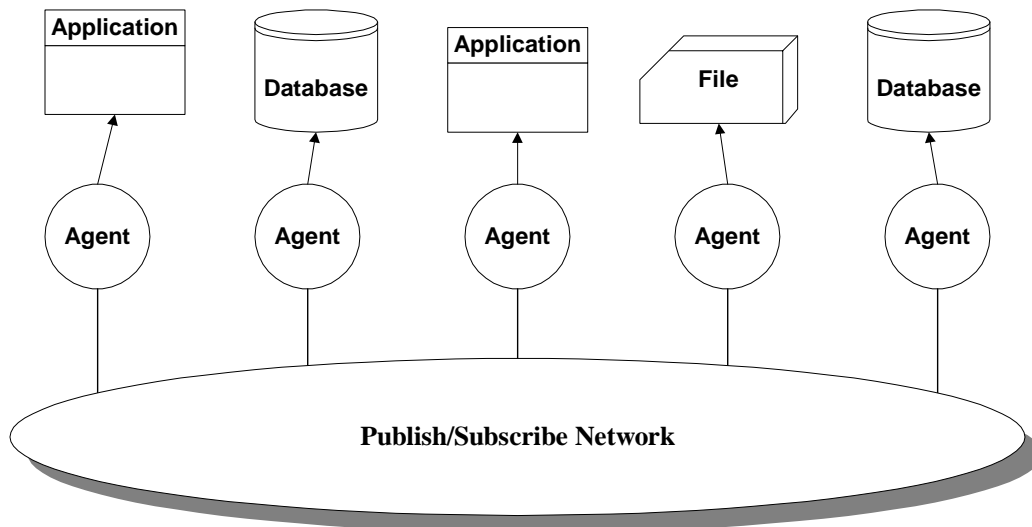 Application
Database
Application
File
Database
Agent
Agent
Agent
Agent
Agent
Publish/Subscribe Network